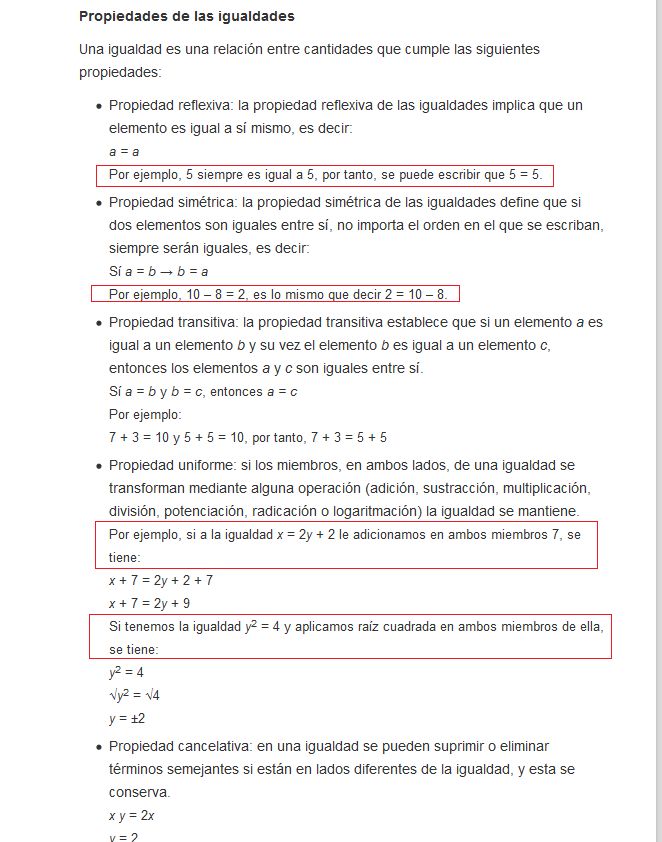 Propiedades de las igualdades
Una igualdad es una relación entre cantidades que cumple las siguientes
propiedades:
• Propiedad reflexiva: la propiedad reflexiva de las igualdades implica que un
elemento es igual a sí mismo, es decir:
a = a
Por ejemplo, 5 siempre es igual a 5, por tanto, se puede escribir que 5 = 5.
• Propiedad simétrica: la propiedad simétrica de las igualdades define que si
dos elementos son iguales entre sí, no importa el orden en el que se escriban,
siempre serán iguales, es decir:
Sí a = b → b = a
Por ejemplo, 10 – 8 = 2, es lo mismo que decir 2 = 10 – 8.
• Propiedad transitiva: la propiedad transitiva establece que si un elemento a es
igual a un elemento b y su vez el elemento b es igual a un elemento c,
entonces los elementos a y c son iguales entre sí.
Sí a = b y b = c, entonces a = c
Por ejemplo:
7 + 3 = 10 y 5 + 5 = 10, por tanto, 7 + 3 = 5 + 5
• Propiedad uniforme: si los miembros, en ambos lados, de una igualdad se
transforman mediante alguna operación (adición, sustracción, multiplicación,
división, potenciación, radicación o logaritmación) la igualdad se mantiene.
Por ejemplo, si a la igualdad x = 2y + 2 le adicionamos en ambos miembros 7, se
tiene:
x + 7 = 2y + 2 + 7
x + 7 = 2y + 9
Si tenemos la igualdad y² = 4 y aplicamos raíz cuadrada en ambos miembros de ella,
se tiene:
y² = 4
√y² = √4
y = ±2
• Propiedad cancelativa: en una igualdad se pueden suprimir o eliminar
términos semejantes si están en lados diferentes de la igualdad, y esta se
conserva.
x y = 2x
y = 2